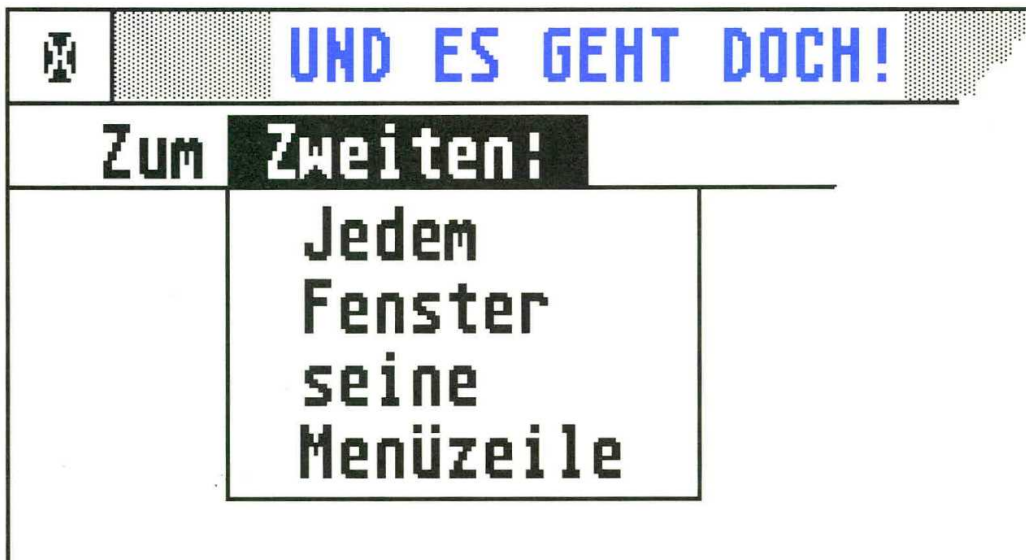 UND ES GEHT DOCH!
Zum Zweiten:
Jedem
Fenster
seine
Menüzeile